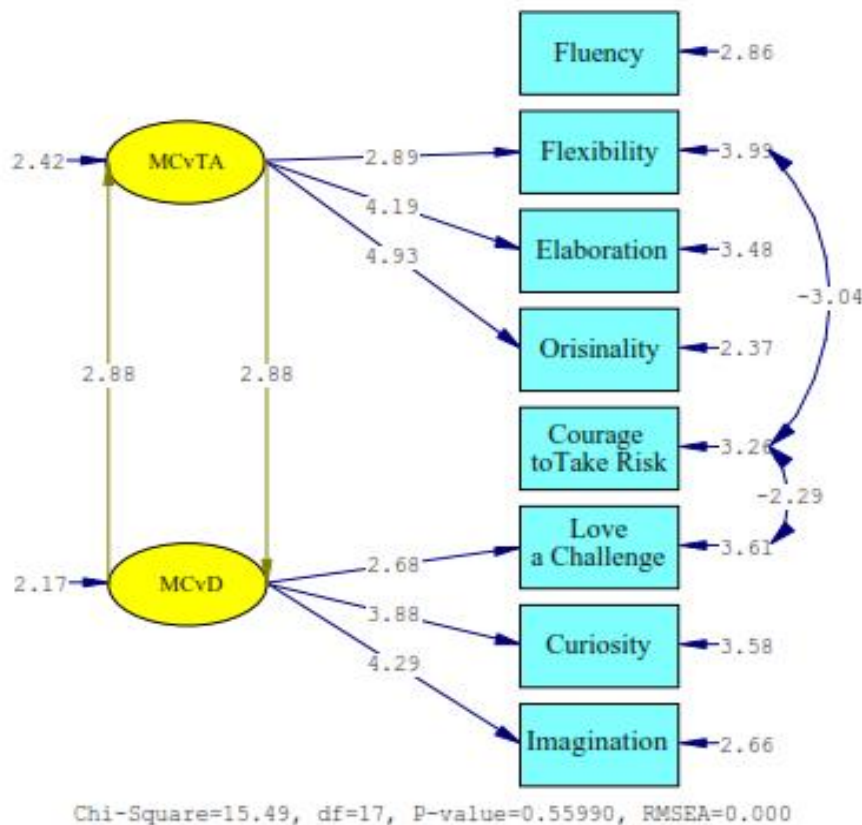 Fluency
2.86
2.42
MCvTA
2.89
Flexibility
3.99
4.19
Elaboration
3.48
4.93
-3.04
Orisinality
2.37
2.88
2.88
Courage
toTake Risk
3.26
-2.29
Love
a Challenge
3.61
2.68
2.17
MCvD
3.88
Curiosity
3.58
4.29
Imagination
2.66
Chi-Square=15.49, df=17, P-value=0.55990, RMSEA=0.000